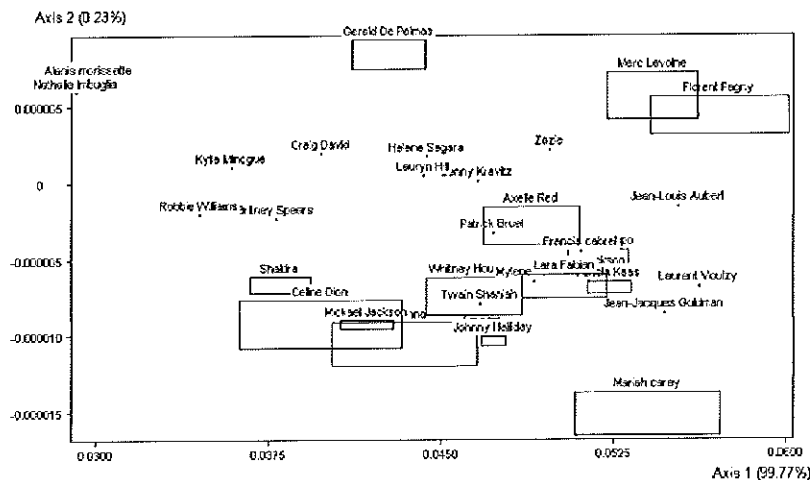 Axis 2 (0.23%)
Gerald De Palmas
Alanis morissette
Nathalie Imbuglia
Marc Lavoine
Florent Pagny
0.000005
Craig David
Helene Segara
Zazie
Kylie Minogue
Lauryn Hill
nny Kravitz
0
Robbie Williams
itney Spears
Axelle Red
Jean-Louis Aubert
Patrick Bruel
Francis cabrel
-0.000005
Shakira
Whitney Hou
Mylene
Lara Fabian
Kaas
Laurent Voulzy
Celine Dion
Twain Shaniah
Jean-Jacques Goldman
Mickael Jackson
Johnny Halliday
-0.000010
Mariah carey
-0.000015
0.0300
0.0375
0.0450
0.0525
0.0600
Axis 1 (99.77%)